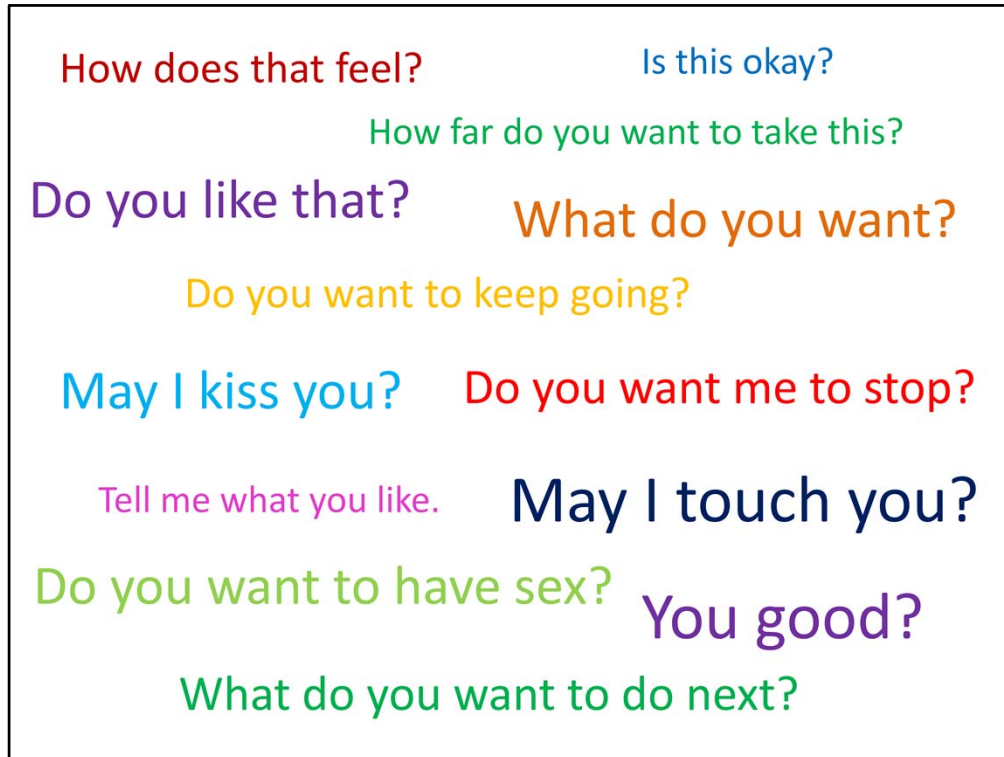 How does that feel?
Is this okay?
How far do you want to take this?
Do you like that?
What do you want?
Do you want to keep going?
May I kiss you?
Do you want me to stop?
Tell me what you like.
May I touch you?
Do you want to have sex?
You good?
What do you want to do next?